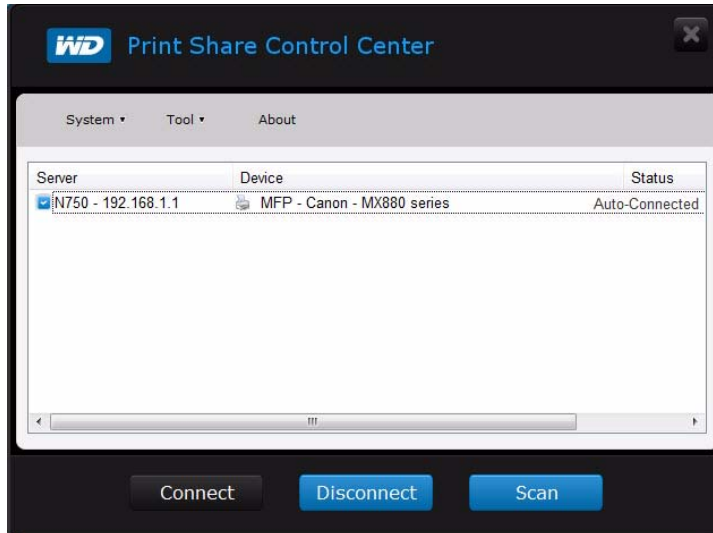 WD Print Share Control Center
System Tool About
Server Device Status
N750 - 192.168.1.1 MFP - Canon - MX880 series Auto-Connected
Connect Disconnect Scan